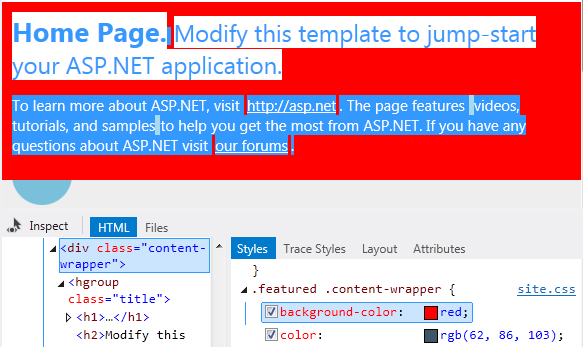 Home Page. Modify this template to jump-start
your ASP.NET application.
To learn more about ASP.NET, visit http://asp.net . The page features videos,
tutorials, and samples to help you get the most from ASP.NET. If you have any
questions about ASP.NET visit our forums .
Inspect HTML Files
<div class="content-
wrapper">
<hgroup
class="title">
<h1>…</h1>
<h2>Modify this
Styles Trace Styles Layout Attributes
}
.featured .content-wrapper { site.css
background-color: red;
color: rgb(62, 86, 103);